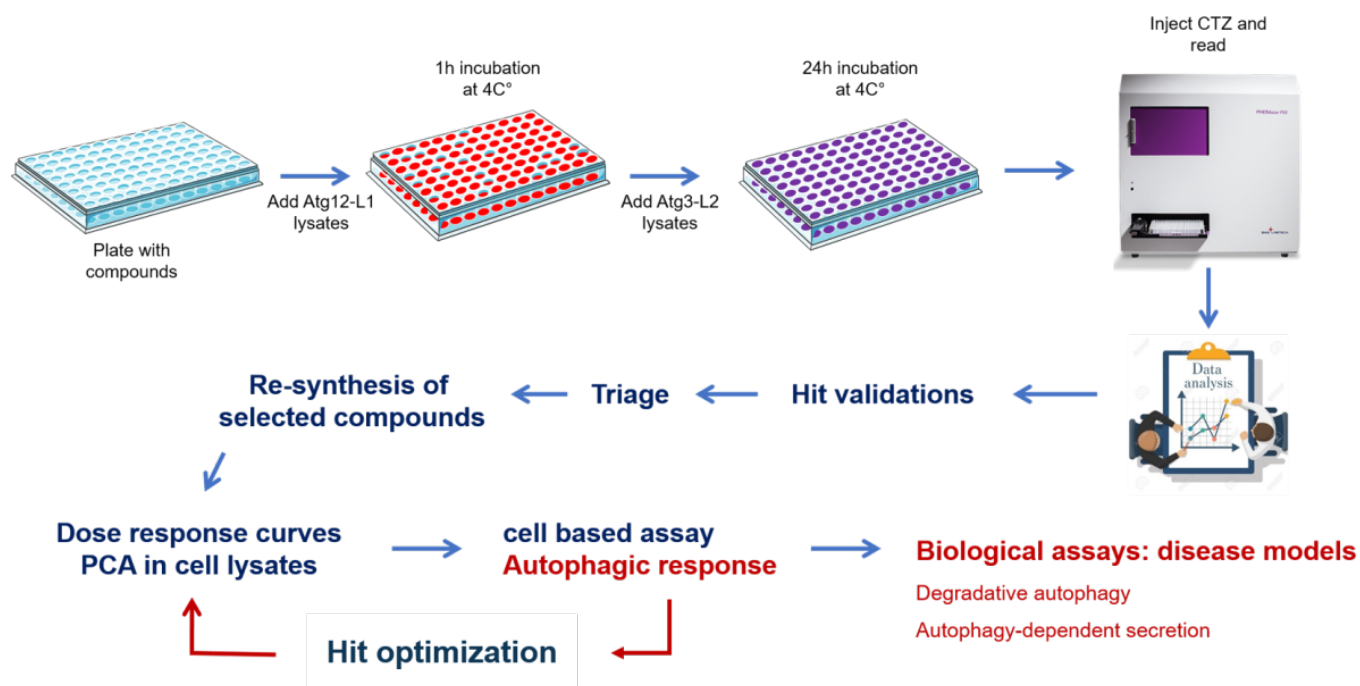 Inject CTZ and
read
1h incubation
at 4C°
24h incubation
at 4C°
Add Atg12-L1
lysates
Add Atg3-L2
lysates
Plate with
compounds
Data
analysis
Re-synthesis of
selected compounds
Triage
Hit validations
Dose response curves
PCA in cell lysates
cell based assay
Autophagic response
Biological assays: disease models
Degradative autophagy
Autophagy-dependent secretion
Hit optimization